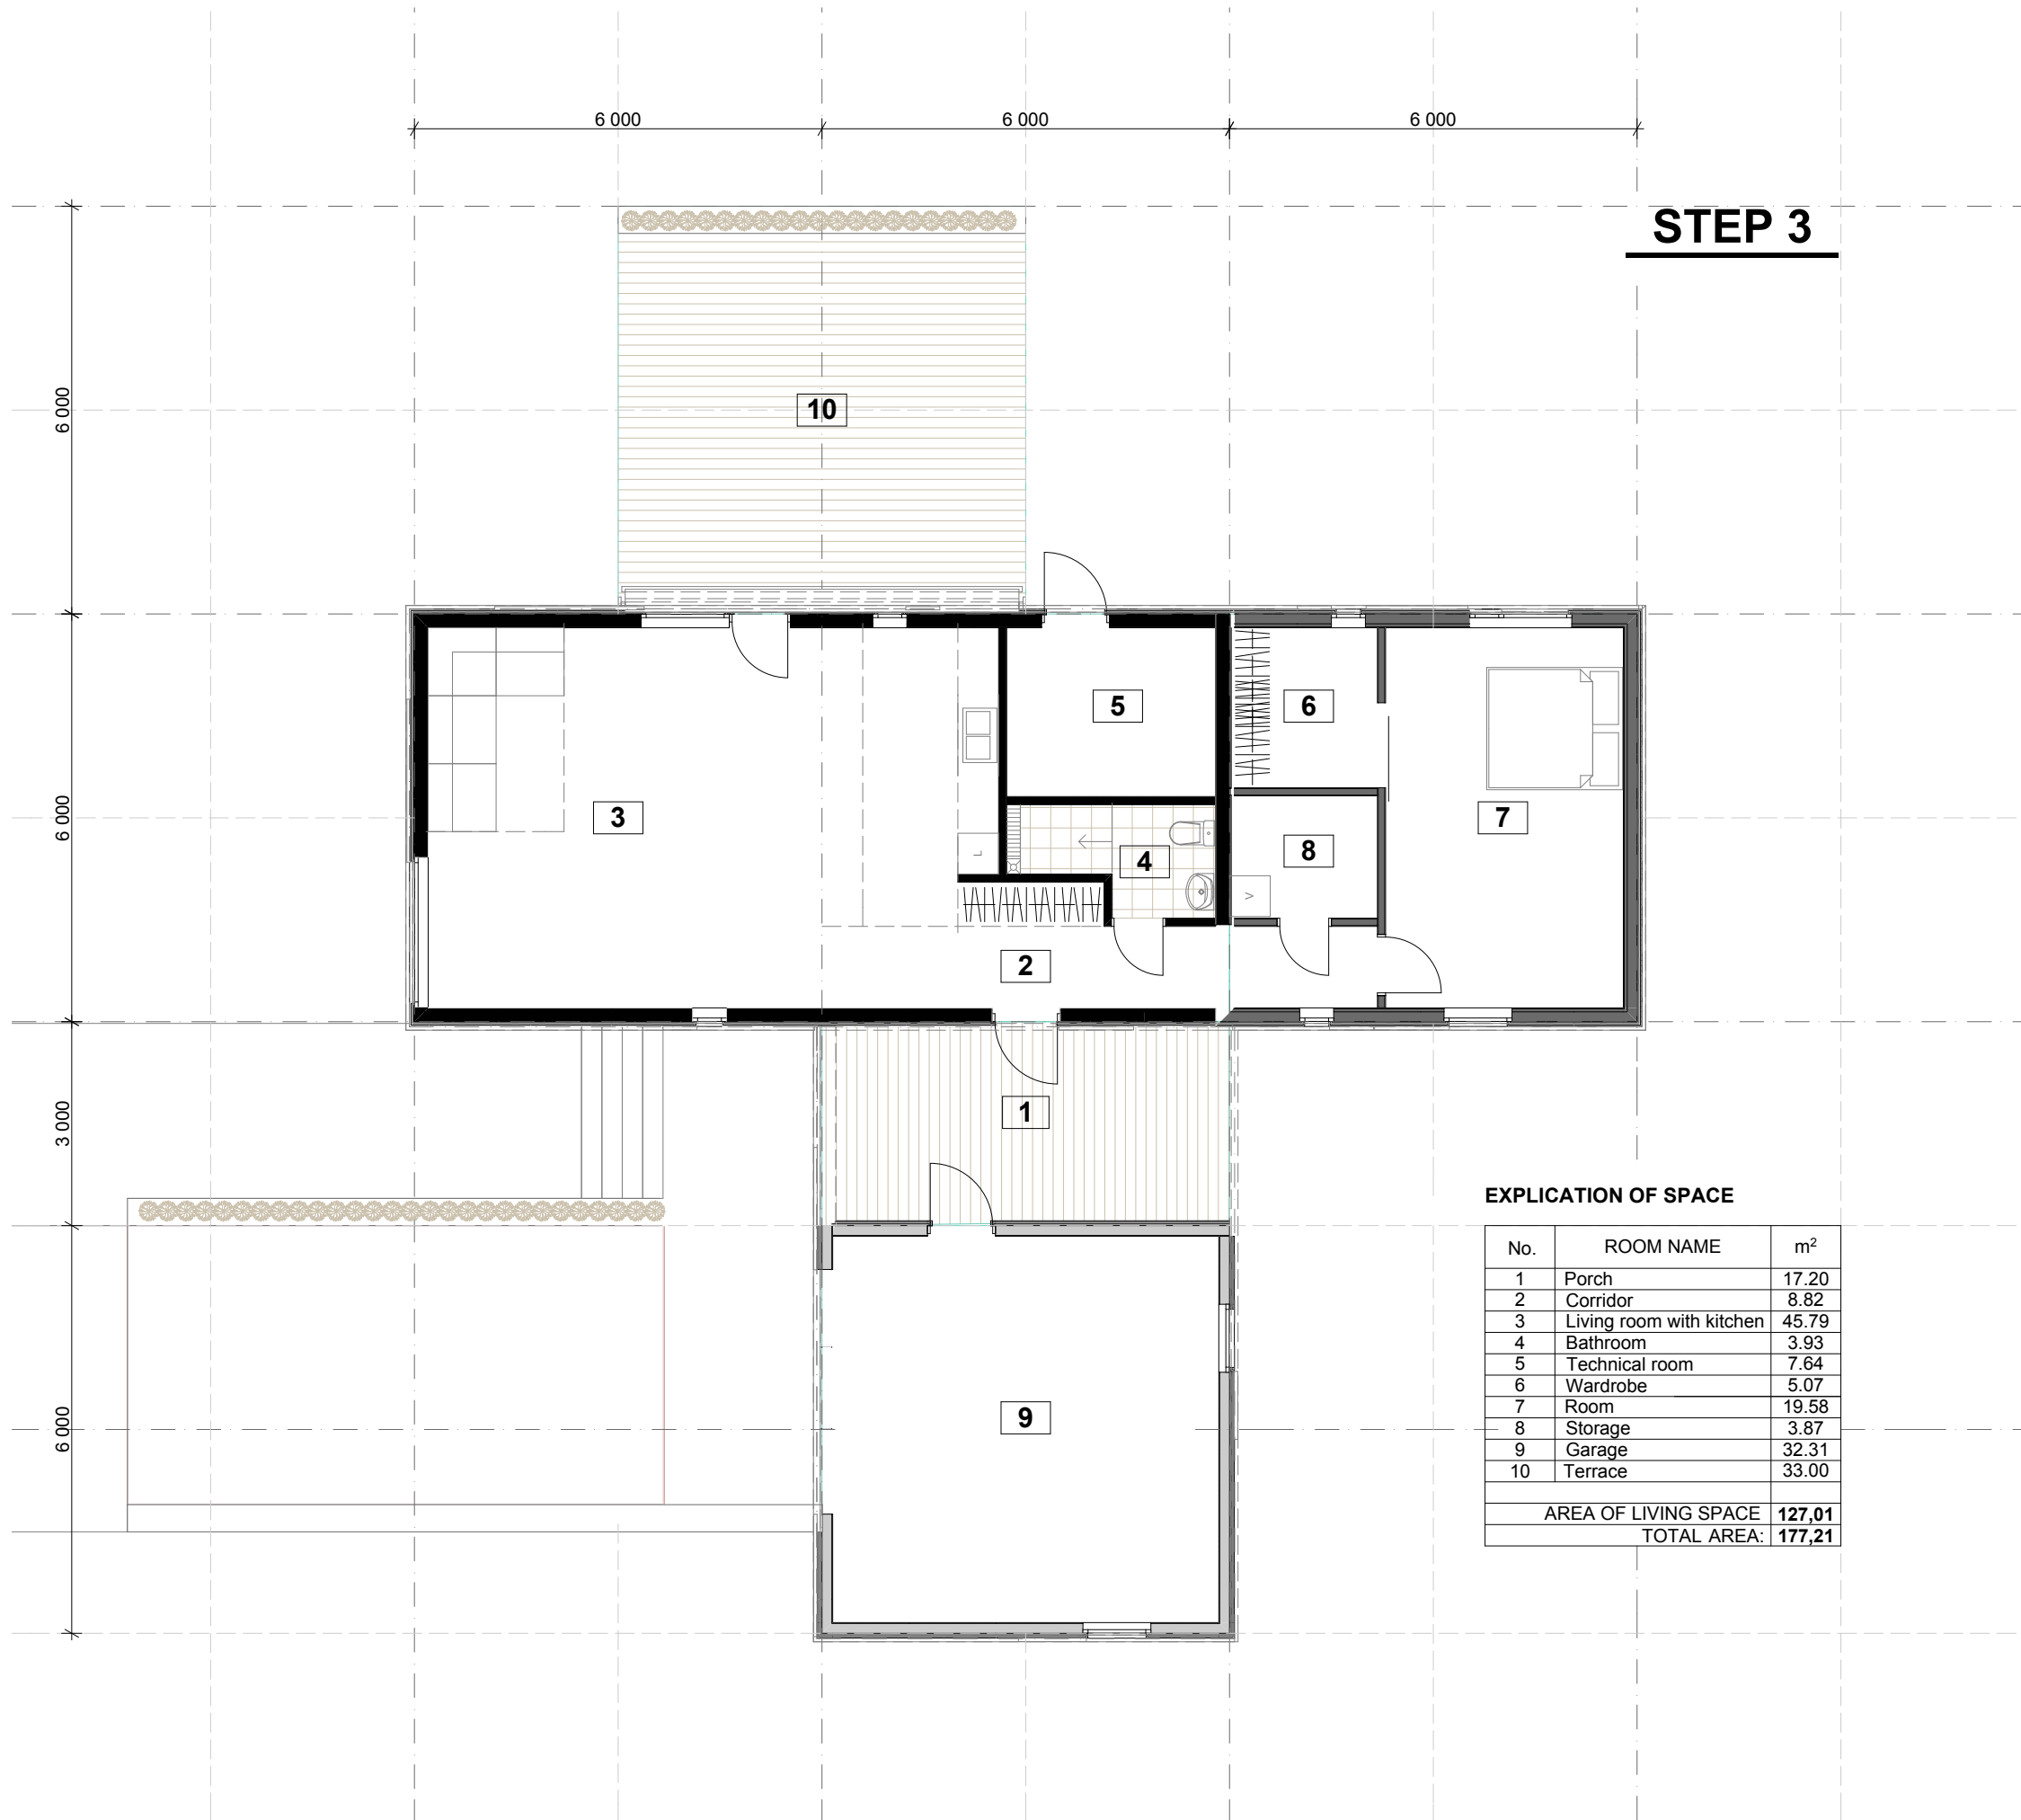 6 000
6 000
6 000
STEP 3
6 000
10
5
6
6 000
3
7
4
8
L
V
2
3 000
1
EXPLICATION OF SPACE
No. ROOM NAME m²
1 Porch 17.20
2 Corridor 8.82
3 Living room with kitchen 45.79
4 Bathroom 3.93
5 Technical room 7.64
6 Wardrobe 5.07
7 Room 19.58
8 Storage 3.87
9 Garage 32.31
10 Terrace 33.00
AREA OF LIVING SPACE 127,01
TOTAL AREA: 177,21
6 000
9